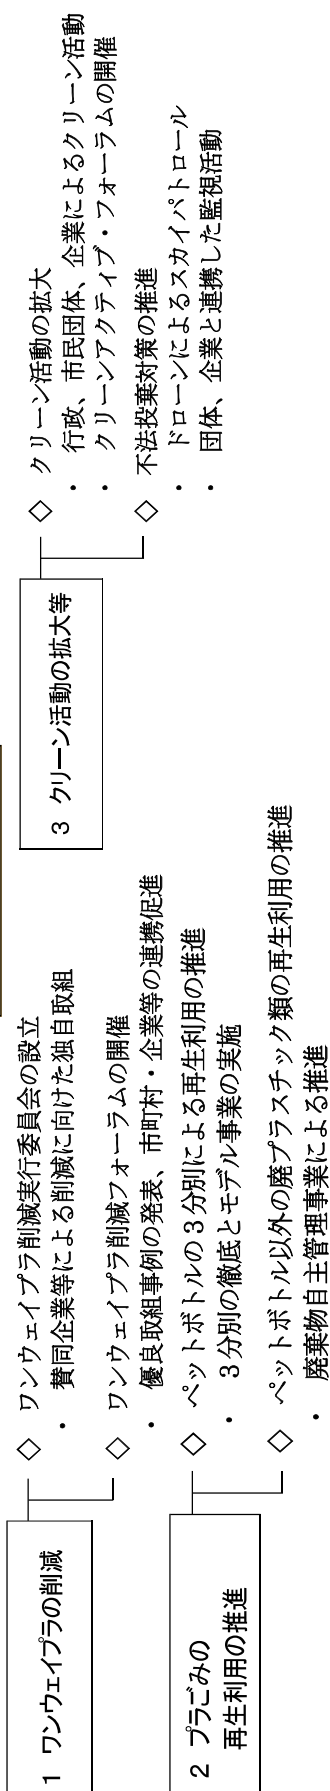 1 ワンウェイプラの削減
◇ ワンウェイプラ削減実行委員会の設立
・ 賛同企業等による削減に向けた独自取組
◇ ワンウェイプラ削減フォーラムの開催
・ 優良取組事例の発表、市町村・企業等の連携促進
2 プラごみの
再生利用の推進
◇ ペットボトルの3分別による再生利用の推進
・ 3分別の徹底とモデル事業の実施
◇ ペットボトル以外の廃プラスチック類の再生利用の推進
・ 廃棄物自主管理事業による推進
3 クリーン活動の拡大等
◇ クリーン活動の拡大
・ 行政、市民団体、企業によるクリーン活動
・ クリーンアクティブ・フォーラムの開催
◇ 不法投棄対策の推進
・ ドローンによるスカイパトロール
・ 団体、企業と連携した監視活動